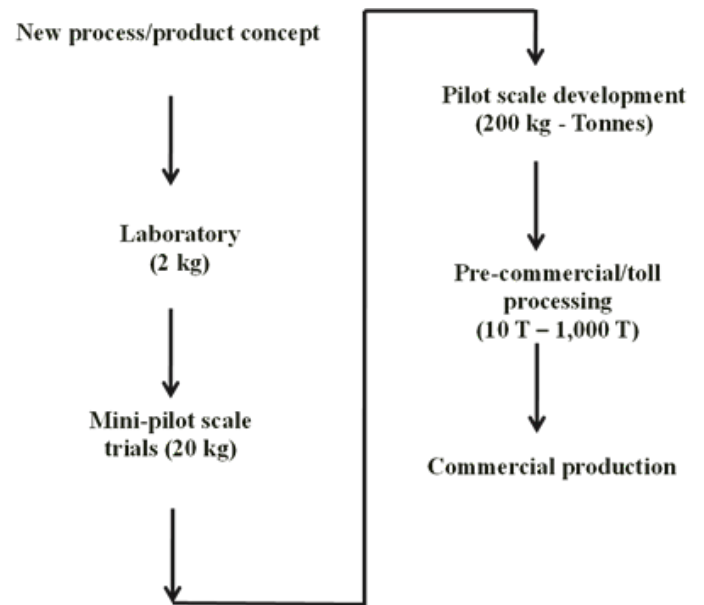 New process/product concept
Laboratory
(2 kg)
Mini-pilot scale
trials (20 kg)
Pilot scale development
(200 kg - Tonnes)
Pre-commercial/toll
processing
(10 T – 1,000 T)
Commercial production